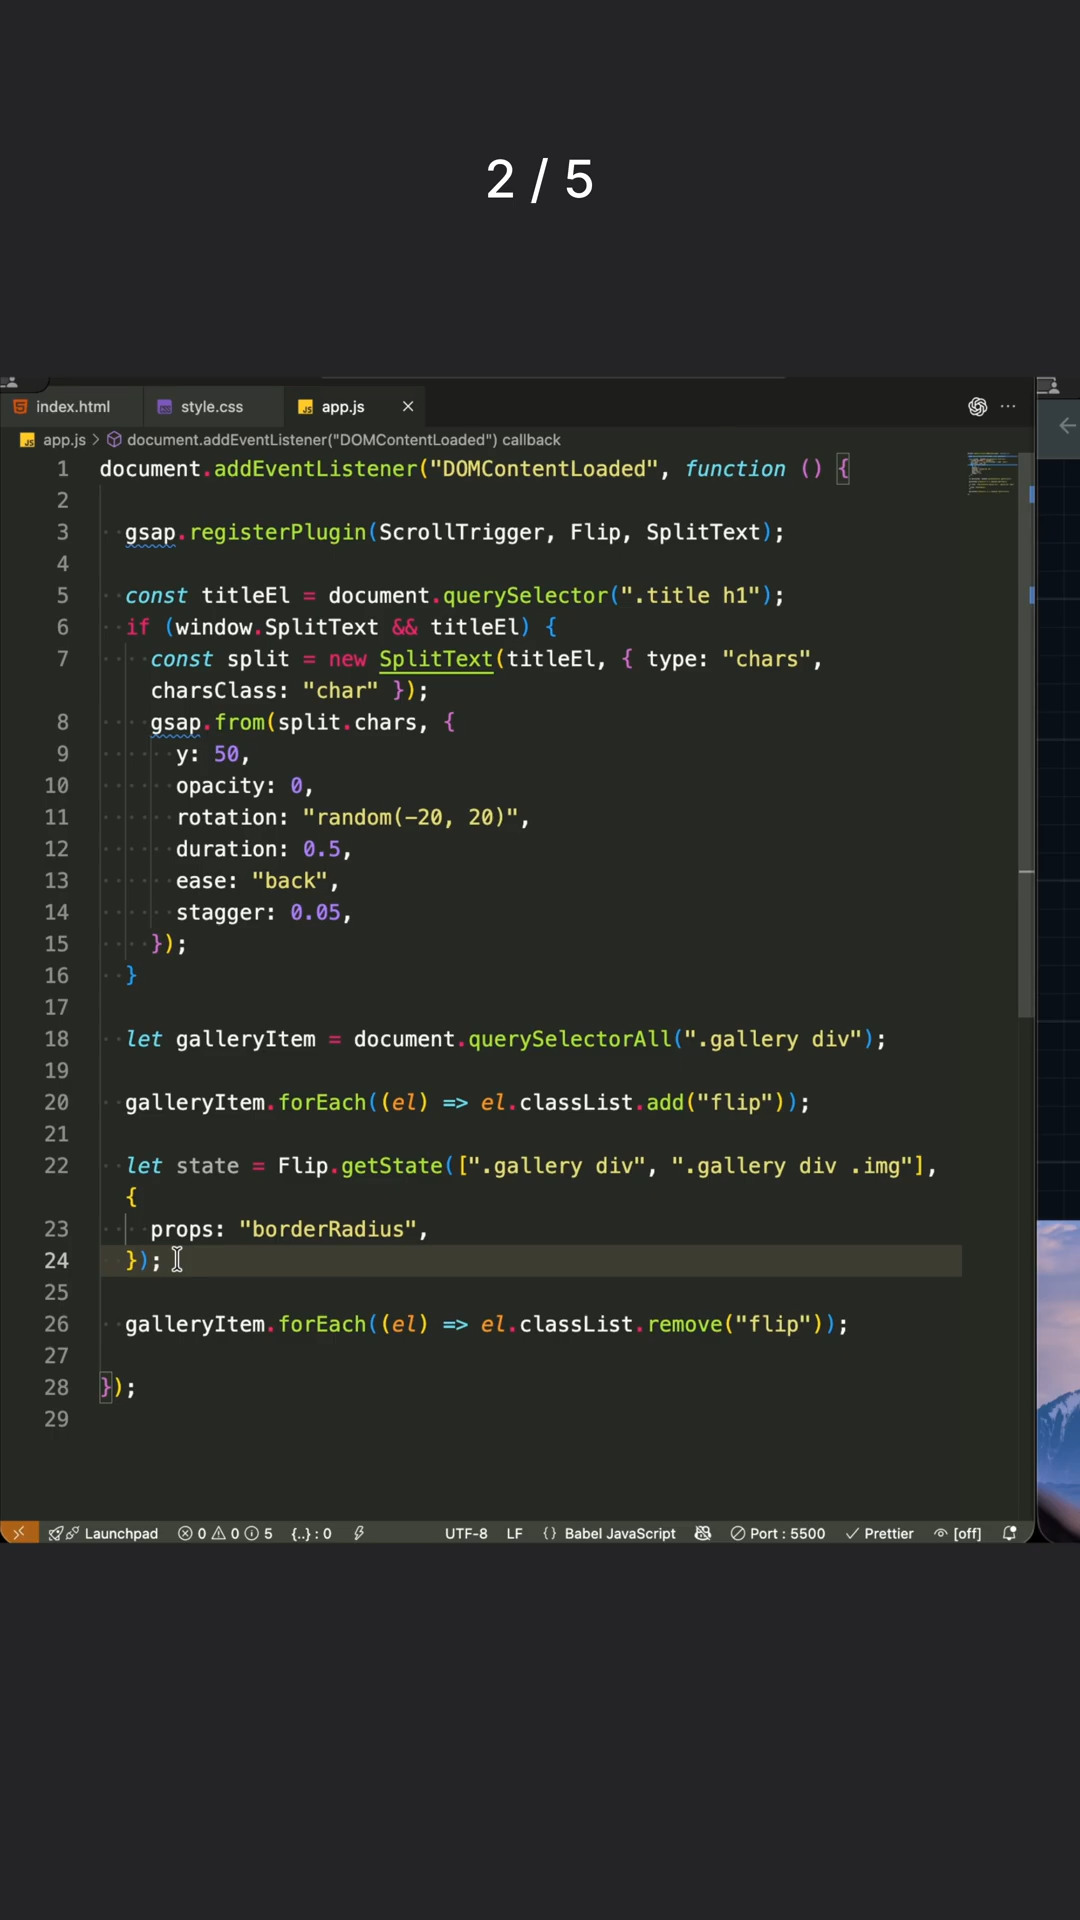 2 / 5
index.html style.css app.js
app.js > document.addEventListener("DOMContentLoaded") callback
1 document.addEventListener("DOMContentLoaded", function () {
2
3 gsap.registerPlugin(ScrollTrigger, Flip, SplitText);
4
5 const titleEl = document.querySelector(".title h1");
6 if (window.SplitText && titleEl) {
7 const split = new SplitText(titleEl, { type: "chars",
charsClass: "char" });
8 gsap.from(split.chars, {
9 y: 50,
10 opacity: 0,
11 rotation: "random(-20, 20)",
12 duration: 0.5,
13 ease: "back",
14 stagger: 0.05,
15 });
16 }
17
18 let galleryItem = document.querySelectorAll(".gallery div");
19
20 galleryItem.forEach((el) => el.classList.add("flip"));
21
22 let state = Flip.getState([".gallery div", ".gallery div .img"],
{
23 props: "borderRadius",
24 });
25
26 galleryItem.forEach((el) => el.classList.remove("flip"));
27
28 });
29
Launchpad 0 0 5 {..} : 0 UTF-8 LF {} Babel JavaScript Port : 5500 Prettier [off]